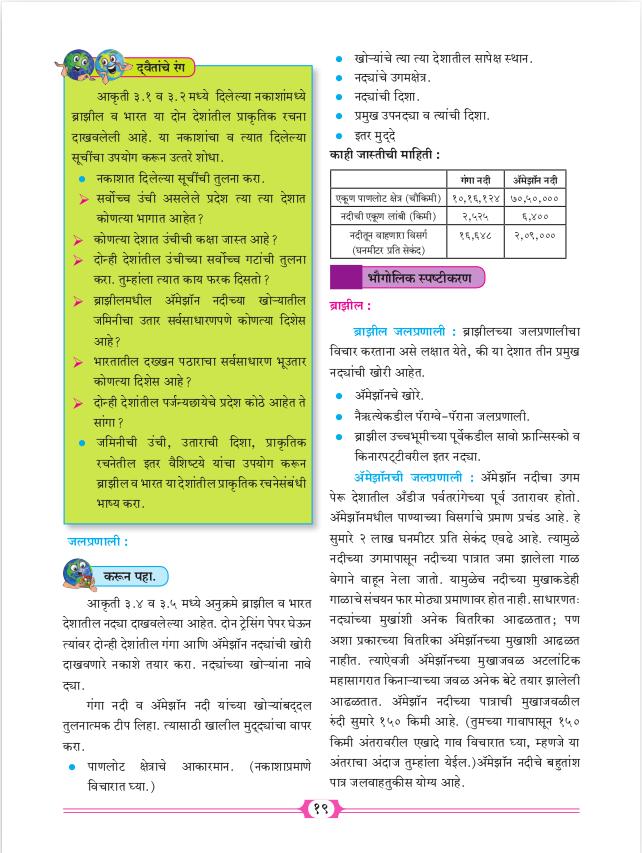 द्वैतांचे रंग
आकृती ३.१ व ३.२ मध्ये दिलेल्या नकाशांमध्ये
ब्राझील व भारत या दोन देशांतील प्राकृतिक रचना
दाखवलेली आहे. या नकाशांचा व त्यात दिलेल्या
सूचींचा उपयोग करून उत्तरे शोधा.
● नकाशात दिलेल्या सूचींची तुलना करा.
➤ सर्वोच्च उंची असलेले प्रदेश त्या त्या देशात
कोणत्या भागात आहेत?
➤ कोणत्या देशात उंचीची कक्षा जास्त आहे?
➤ दोन्ही देशांतील उंचीच्या सर्वोच्च गटांची तुलना
करा. तुम्हांला त्यात काय फरक दिसतो?
➤ ब्राझीलमधील ॲमेझॉन नदीच्या खोऱ्यातील
जमिनीचा उतार सर्वसाधारणपणे कोणत्या दिशेस
आहे?
➤ भारतातील दख्खन पठाराचा सर्वसाधारण भूउतार
कोणत्या दिशेस आहे?
➤ दोन्ही देशांतील पर्जन्यछायेचे प्रदेश कोठे आहेत ते
सांगा?
● जमिनीची उंची, उताराची दिशा, प्राकृतिक
रचनेतील इतर वैशिष्ट्ये यांचा उपयोग करून
ब्राझील व भारत या देशांतील प्राकृतिक रचनेसंबंधी
भाष्य करा.
जलप्रणाली :
करून पहा.
आकृती ३.४ व ३.५ मध्ये अनुक्रमे ब्राझील व भारत
देशातील नद्या दाखवलेल्या आहेत. दोन ट्रेसिंग पेपर घेऊन
त्यांवर दोन्ही देशांतील गंगा आणि ॲमेझॉन नद्यांची खोरी
दाखवणारे नकाशे तयार करा. नद्यांच्या खोऱ्यांना नावे
द्या.
गंगा नदी व ॲमेझॉन नदी यांच्या खोऱ्यांबद्दल
तुलनात्मक टीप लिहा. त्यासाठी खालील मुद्द्यांचा वापर
करा.
● पाणलोट क्षेत्राचे आकारमान. (नकाशाप्रमाणे
विचारात घ्या.)
● खोऱ्यांचे त्या त्या देशातील सापेक्ष स्थान.
● नद्यांचे उगमक्षेत्र.
● नद्यांची दिशा.
● प्रमुख उपनद्या व त्यांची दिशा.
● इतर मुद्दे
काही जास्तीची माहिती :
गंगा नदी ॲमेझॉन नदी
एकूण पाणलोट क्षेत्र (चौकिमी) १०,१६,१२४ ७०,५०,०००
नदीची एकूण लांबी (किमी) २,५२५ ६,४००
नदीतून वाहणारा विसर्ग १६,६४८ २,०९,०००
(घनमीटर प्रति सेकंद)
भौगोलिक स्पष्टीकरण
ब्राझील :
ब्राझील जलप्रणाली : ब्राझीलच्या जलप्रणालीचा
विचार करताना असे लक्षात येते, की या देशात तीन प्रमुख
नद्यांची खोरी आहेत.
● ॲमेझॉनचे खोरे.
● नैऋत्येकडील पॅराग्वे-पॅराना जलप्रणाली.
● ब्राझील उच्चभूमीच्या पूर्वेकडील सावो फ्रान्सिस्को व
किनारपट्टीवरील इतर नद्या.
ॲमेझॉनची जलप्रणाली : ॲमेझॉन नदीचा उगम
पेरू देशातील अँडीज पर्वतरांगेच्या पूर्व उतारावर होतो.
ॲमेझॉनमधील पाण्याच्या विसर्गाचे प्रमाण प्रचंड आहे. हे
सुमारे २ लाख घनमीटर प्रति सेकंद एवढे आहे. त्यामुळे
नदीच्या उगमापासून नदीच्या पात्रात जमा झालेला गाळ
वेगाने वाहून नेला जातो. यामुळेच नदीच्या मुखाकडेही
गाळाचे संचयन फार मोठ्या प्रमाणावर होत नाही. साधारणतः
नद्यांच्या मुखांशी अनेक वितरिका आढळतात; पण
अशा प्रकारच्या वितरिका ॲमेझॉनच्या मुखाशी आढळत
नाहीत. त्याऐवजी ॲमेझॉनच्या मुखाजवळ अटलांटिक
महासागरात किनाऱ्याच्या जवळ अनेक बेटे तयार झालेली
आढळतात. ॲमेझॉन नदीच्या पात्राची मुखाजवळील
रुंदी सुमारे १५० किमी आहे. (तुमच्या गावापासून १५०
किमी अंतरावरील एखादे गाव विचारात घ्या, म्हणजे या
अंतराचा अंदाज तुम्हांला येईल.)ॲमेझॉन नदीचे बहुतांश
पात्र जलवाहतुकीस योग्य आहे.
१९